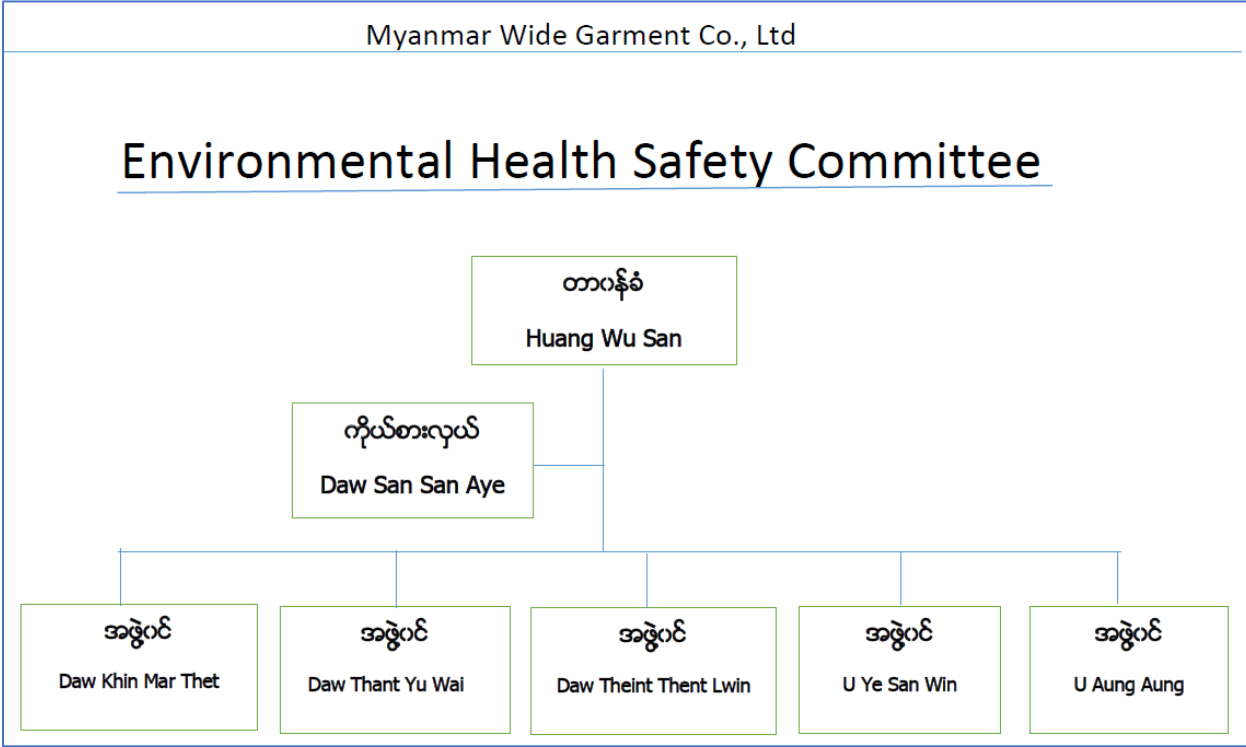 Myanmar Wide Garment Co., Ltd
Environmental Health Safety Committee
တာဝန်ခံ
Huang Wu San
ကိုယ်စားလှယ်
Daw San San Aye
အဖွဲ့ဝင်
Daw Khin Mar Thet
အဖွဲ့ဝင်
Daw Thant Yu Wai
အဖွဲ့ဝင်
Daw Theint Thent Lwin
အဖွဲ့ဝင်
U Ye San Win
အဖွဲ့ဝင်
U Aung Aung